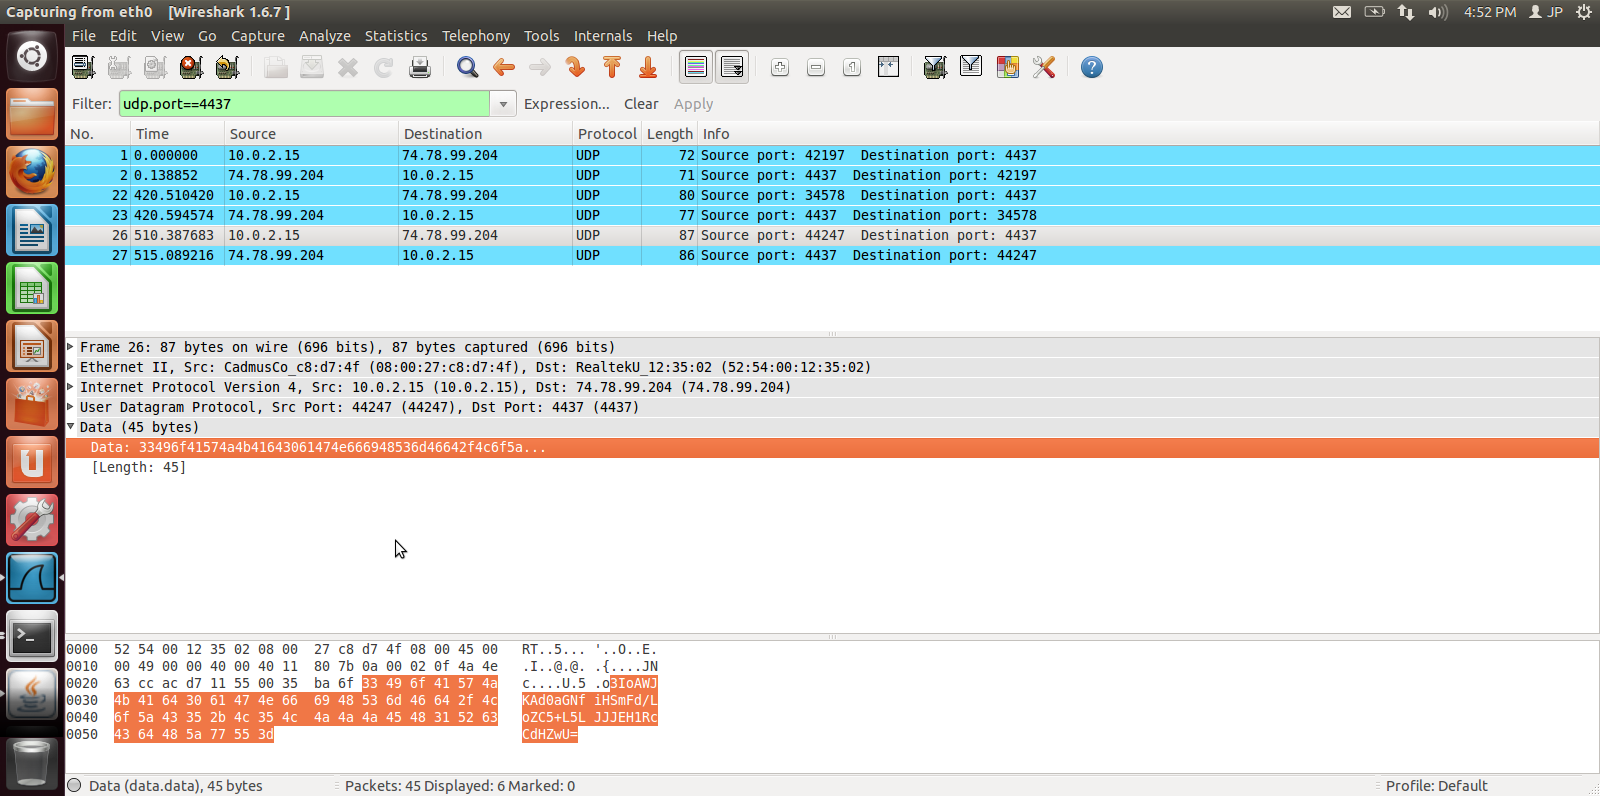 Capturing from eth0   [Wireshark 1.6.7 ]
4:52 PM JP
File Edit View Go Capture Analyze Statistics Telephony Tools Internals Help
Filter: udp.port==4437 Expression... Clear Apply
No. Time Source Destination Protocol Length Info
1 0.000000 10.0.2.15 74.78.99.204 UDP 72 Source port: 42197  Destination port: 4437
2 0.138852 74.78.99.204 10.0.2.15 UDP 71 Source port: 4437  Destination port: 42197
22 420.510420 10.0.2.15 74.78.99.204 UDP 80 Source port: 34578  Destination port: 4437
23 420.594574 74.78.99.204 10.0.2.15 UDP 77 Source port: 4437  Destination port: 34578
26 510.387683 10.0.2.15 74.78.99.204 UDP 87 Source port: 44247  Destination port: 4437
27 515.089216 74.78.99.204 10.0.2.15 UDP 86 Source port: 4437  Destination port: 44247
Frame 26: 87 bytes on wire (696 bits), 87 bytes captured (696 bits)
Ethernet II, Src: CadmusCo_c8:d7:4f (08:00:27:c8:d7:4f), Dst: RealtekU_12:35:02 (52:54:00:12:35:02)
Internet Protocol Version 4, Src: 10.0.2.15 (10.0.2.15), Dst: 74.78.99.204 (74.78.99.204)
User Datagram Protocol, Src Port: 44247 (44247), Dst Port: 4437 (4437)
Data (45 bytes)
Data: 33496f41574a4b41643061474e666948536d46642f4c6f5a...
[Length: 45]
0000  52 54 00 12 35 02 08 00  27 c8 d7 4f 08 00 45 00   RT..5... '..O..E.
0010  00 49 00 00 40 00 40 11  80 7b 0a 00 02 0f 4a 4e   .I..@.@. .{....JN
0020  63 cc ac d7 11 55 00 35  ba 6f 33 49 6f 41 57 4a   c....U.5 .o3IoAWJ
0030  4b 41 64 30 61 47 4e 66  69 48 53 6d 46 64 2f 4c   KAd0aGNf iHSmFd/L
0040  6f 5a 43 35 2b 4c 35 4c  4a 4a 4a 45 48 31 52 63   oZC5+L5L JJJEH1Rc
0050  43 64 48 5a 77 55 3d   CdHZwU=
Data (data.data), 45 bytes Packets: 45 Displayed: 6 Marked: 0 Profile: Default